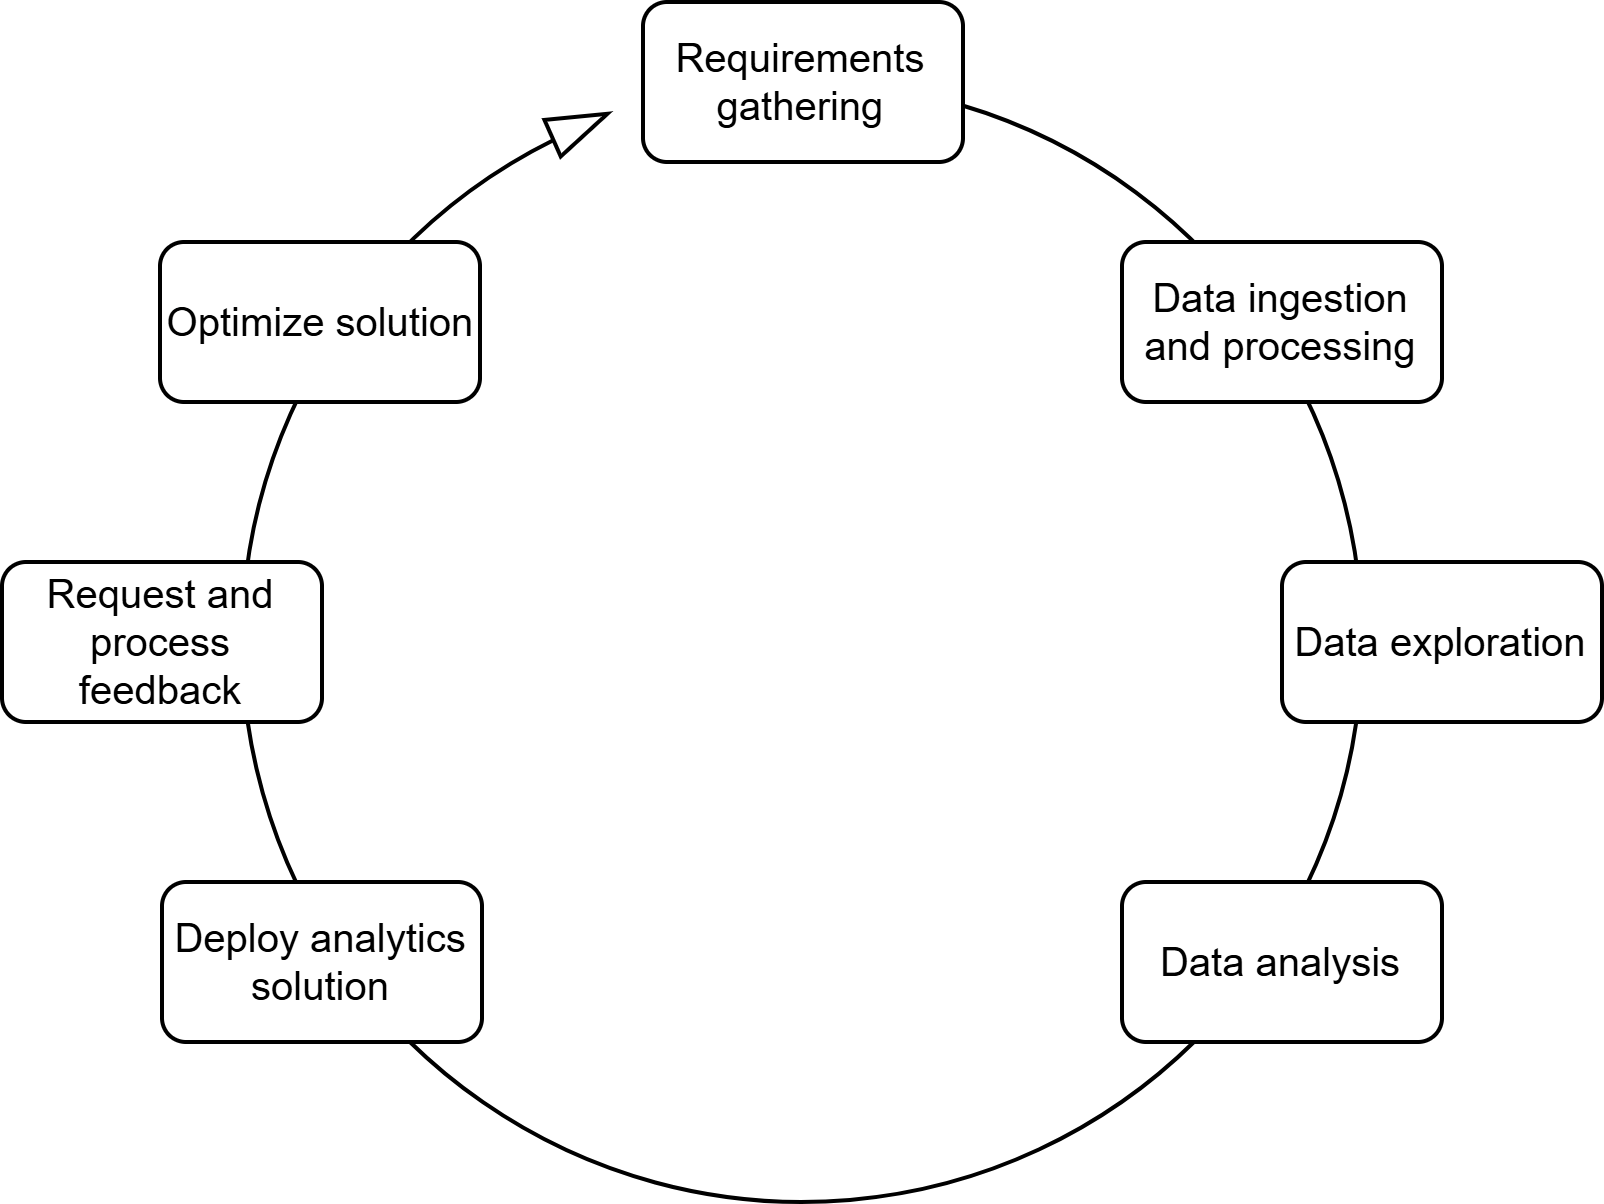 Requirements
gathering
Data ingestion
and processing
Data exploration
Data analysis
Deploy analytics
solution
Request and
process
feedback
Optimize solution